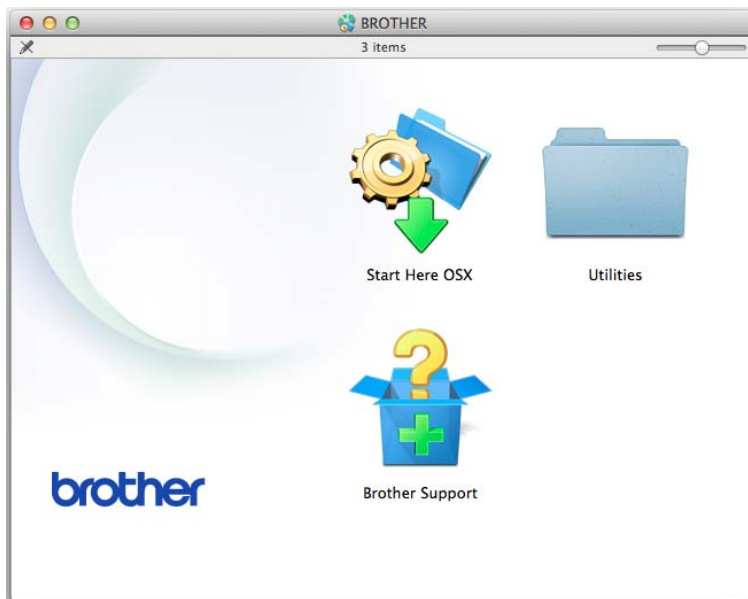 BROTHER
3 items
Start Here OSX
Utilities
Brother Support
brother